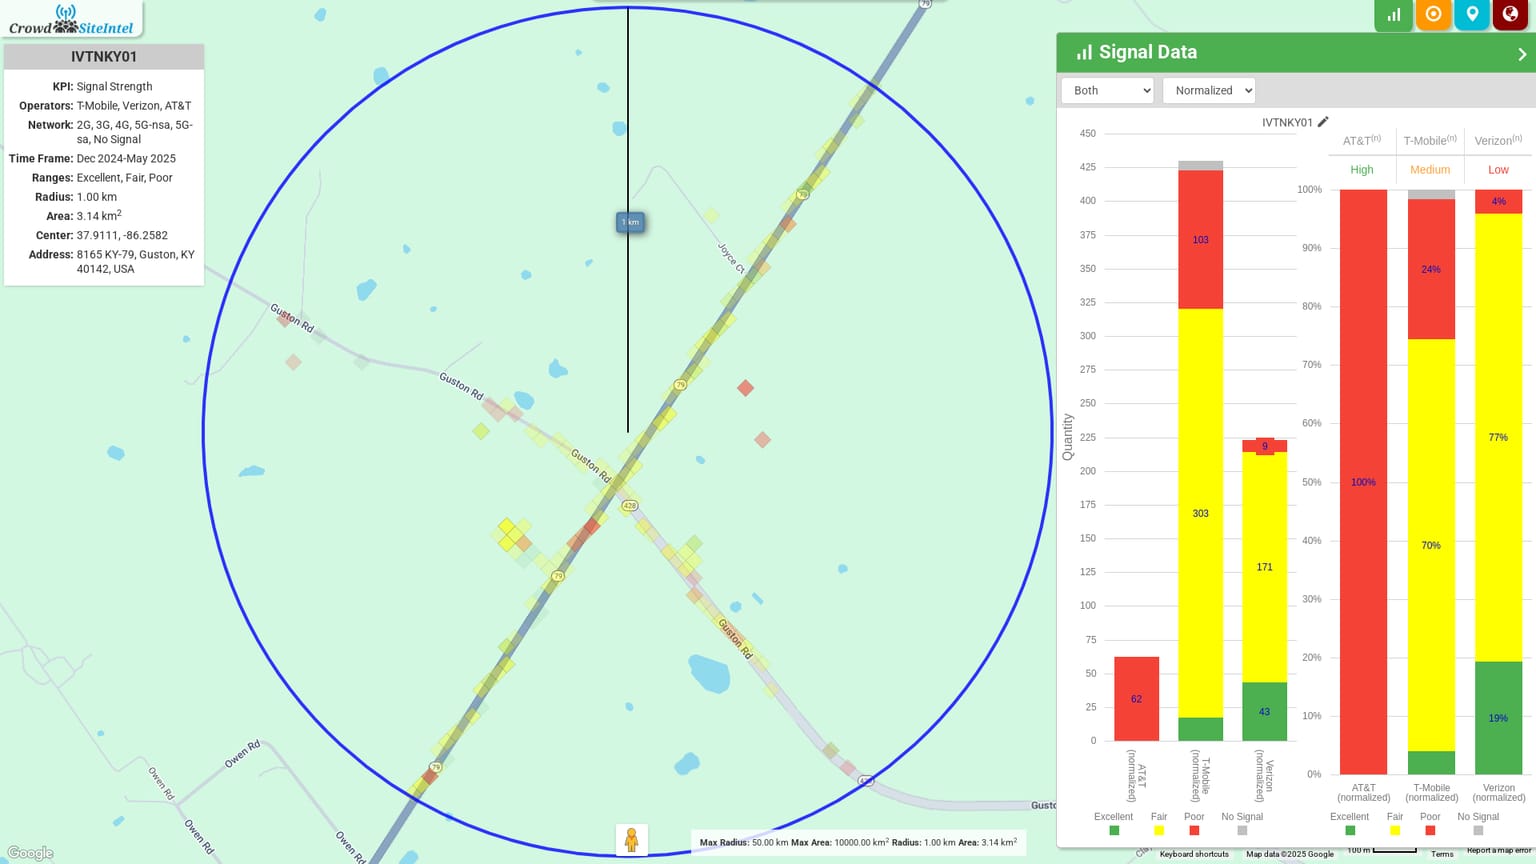 CrowdSiteIntel
IVTNKY01
KPI: Signal Strength
Operators: T-Mobile, Verizon, AT&T
Network: 2G, 3G, 4G, 5G-nsa, 5G-
sa, No Signal
Time Frame: Dec 2024-May 2025
Ranges: Excellent, Fair, Poor
Radius: 1.00 km
Area: 3.14 km²
Center: 37.9111, -86.2582
Address: 8165 KY-79, Guston, KY
40142, USA
79
79
1 km
Joyce Ct
Guston Rd
Guston Rd
79
Guston Rd
428
79
Guston Rd
Owen Rd
Owen Rd
79
Owen Rd
Owen Rd
Google
Max Radius: 50.00 km Max Area: 10000.00 km² Radius: 1.00 km Area: 3.14 km²
Signal Data
Both
Normalized
IVTNKY01
Quantity
450
425
400
375
350
325
300
275
250
225
200
175
150
125
100
75
50
25
0
62
103
303
9
171
43
AT&T
(normalized)
T-Mobile
(normalized)
Verizon
(normalized)
Excellent Fair Poor No Signal
AT&T(n) T-Mobile(n) Verizon(n)
High Medium Low
100%
90%
80%
70%
60%
50%
40%
30%
20%
10%
0%
100%
24%
70%
4%
77%
19%
AT&T
(normalized)
T-Mobile
(normalized)
Verizon
(normalized)
Excellent Fair Poor No Signal
Keyboard shortcuts Map data ©2025 Google 100 m Terms Report a map error